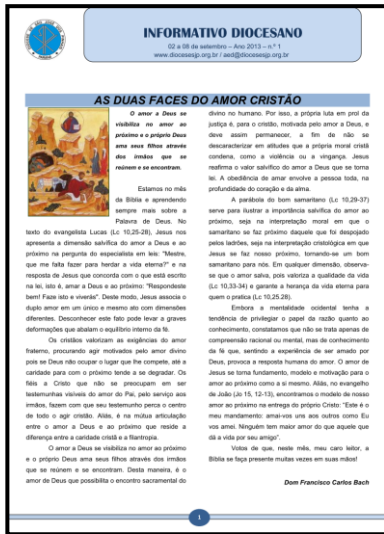 INFORMATIVO DIOCESANO
02 a 08 de setembro – Ano 2013 – n.º 1
www.diocesesjp.org.br / aed@diocesesjp.org.br
AS DUAS FACES DO AMOR CRISTÃO
O amor a Deus se
visibiliza no amor ao
próximo e o próprio Deus
ama seus filhos através
dos irmãos que se
reúnem e se encontram.
Estamos no mês
da Bíblia e aprendendo
sempre mais sobre a
Palavra de Deus. No
texto do evangelista Lucas (Lc 10,25-28), Jesus nos
apresenta a dimensão salvífica do amor a Deus e ao
próximo na pergunta do especialista em leis: "Mestre,
que me falta fazer para herdar a vida eterna?" e na
resposta de Jesus que concorda com o que está escrito
na lei, isto é, amar a Deus e ao próximo: "Respondeste
bem! Faze isto e viverás". Deste modo, Jesus associa o
duplo amor em um único e mesmo ato com dimensões
diferentes. Desconhecer este fato pode levar a graves
deformações que abalam o equilíbrio interno da fé.
Os cristãos valorizam as exigências do amor
fraterno, procurando agir motivados pelo amor divino
pois se Deus não ocupar o lugar que lhe compete, até a
caridade para com o próximo tende a se degradar. Os
fiéis a Cristo que não se preocupam em ser
testemunhas visíveis do amor do Pai, pelo serviço aos
irmãos, fazem com que seu testemunho perca o centro
de todo o agir cristão. Aliás, é na mútua articulação
entre o amor a Deus e ao próximo que reside a
diferença entre a caridade cristã e a filantropia.
O amor a Deus se visibiliza no amor ao próximo
e o próprio Deus ama seus filhos através dos irmãos
que se reúnem e se encontram. Desta maneira, é o
amor de Deus que possibilita o encontro sacramental do
divino no humano. Por isso, a própria luta em prol da
justiça é, para o cristão, motivada pelo amor a Deus, e
deve assim permanecer, a fim de não se
descaracterizar em atitudes que a própria moral cristã
condena, como a violência ou a vingança. Jesus
reafirma o valor salvífico do amor a Deus que se torna
lei. A obediência de amar envolve a pessoa toda, na
profundidade do coração e da alma.
A parábola do bom samaritano (Lc 10,29-37)
serve para ilustrar a importância salvífica do amor ao
próximo, seja na interpretação moral em que o
samaritano se faz próximo daquele que foi despojado
pelos ladrões, seja na interpretação cristológica em que
Jesus se faz nosso próximo, tornando-se um bom
samaritano para nós. Em qualquer dimensão, observa-
se que o amor salva, pois valoriza a qualidade da vida
(Lc 10,33-34) e garante a herança da vida eterna para
quem o pratica (Lc 10,25.28).
Embora a mentalidade ocidental tenha a
tendência de privilegiar o papel da razão quanto ao
conhecimento, constatamos que não se trata apenas de
compreensão racional ou mental, mas de conhecimento
da fé que, sentindo a experiência de ser amado por
Deus, provoca a resposta humana do amor. O amor de
Jesus se torna fundamento, modelo e motivação para o
amor ao próximo como a si mesmo. Aliás, no evangelho
de João (Jo 15, 12-13), encontramos o modelo de nosso
amor ao próximo na entrega do próprio Cristo: "Este é o
meu mandamento: amai-vos uns aos outros como Eu
vos amei. Ninguém tem maior amor do que aquele que
dá a vida por seu amigo".
Votos de que, neste mês, meu caro leitor, a
Bíblia se faça presente muitas vezes em suas mãos!
Dom Francisco Carlos Bach
1